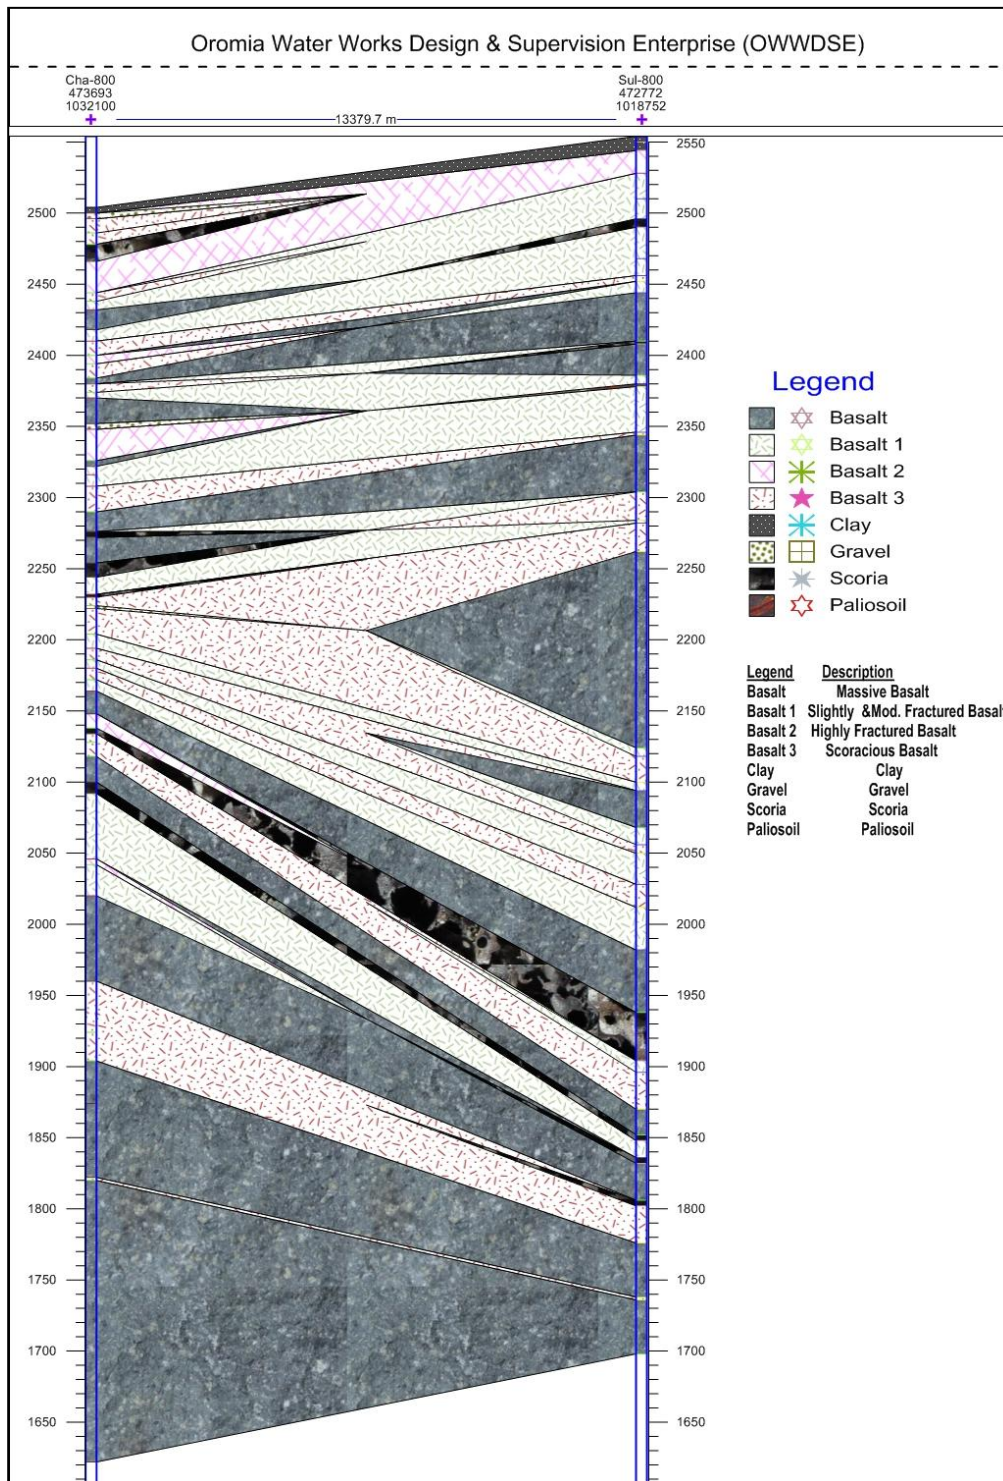 Oromia Water Works Design & Supervision Enterprise (OWWDSE)
Cha-800
473693
1032100
13379.7 m
Sul-800
472772
1018752
2550
2500 2500
2450 2450
2400 2400
2350 2350
2300 2300
2250 2250
2200 2200
2150 2150
2100 2100
2050 2050
2000 2000
1950 1950
1900 1900
1850 1850
1800 1800
1750 1750
1700 1700
1650 1650
Legend
Basalt
Basalt 1
Basalt 2
Basalt 3
Clay
Gravel
Scoria
Paliosoil
Legend Description
Basalt Massive Basalt
Basalt 1 Slightly &Mod. Fractured Basalt
Basalt 2 Highly Fractured Basalt
Basalt 3 Scoracious Basalt
Clay Clay
Gravel Gravel
Scoria Scoria
Paliosoil Paliosoil